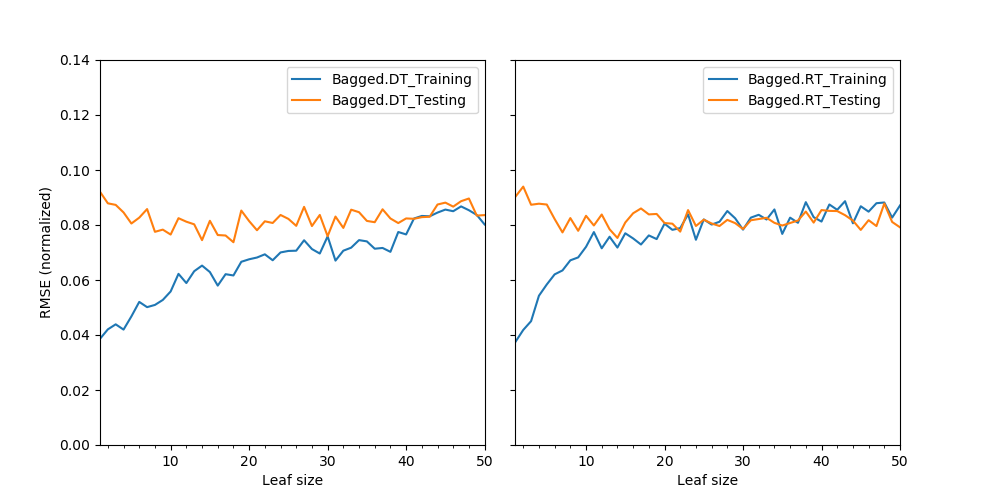 0.14
0.12
0.10
0.08
0.06
0.04
0.02
0.00
RMSE (normalized)
Bagged.DT_Training
Bagged.DT_Testing
10 20 30 40 50
Leaf size
Bagged.RT_Training
Bagged.RT_Testing
10 20 30 40 50
Leaf size